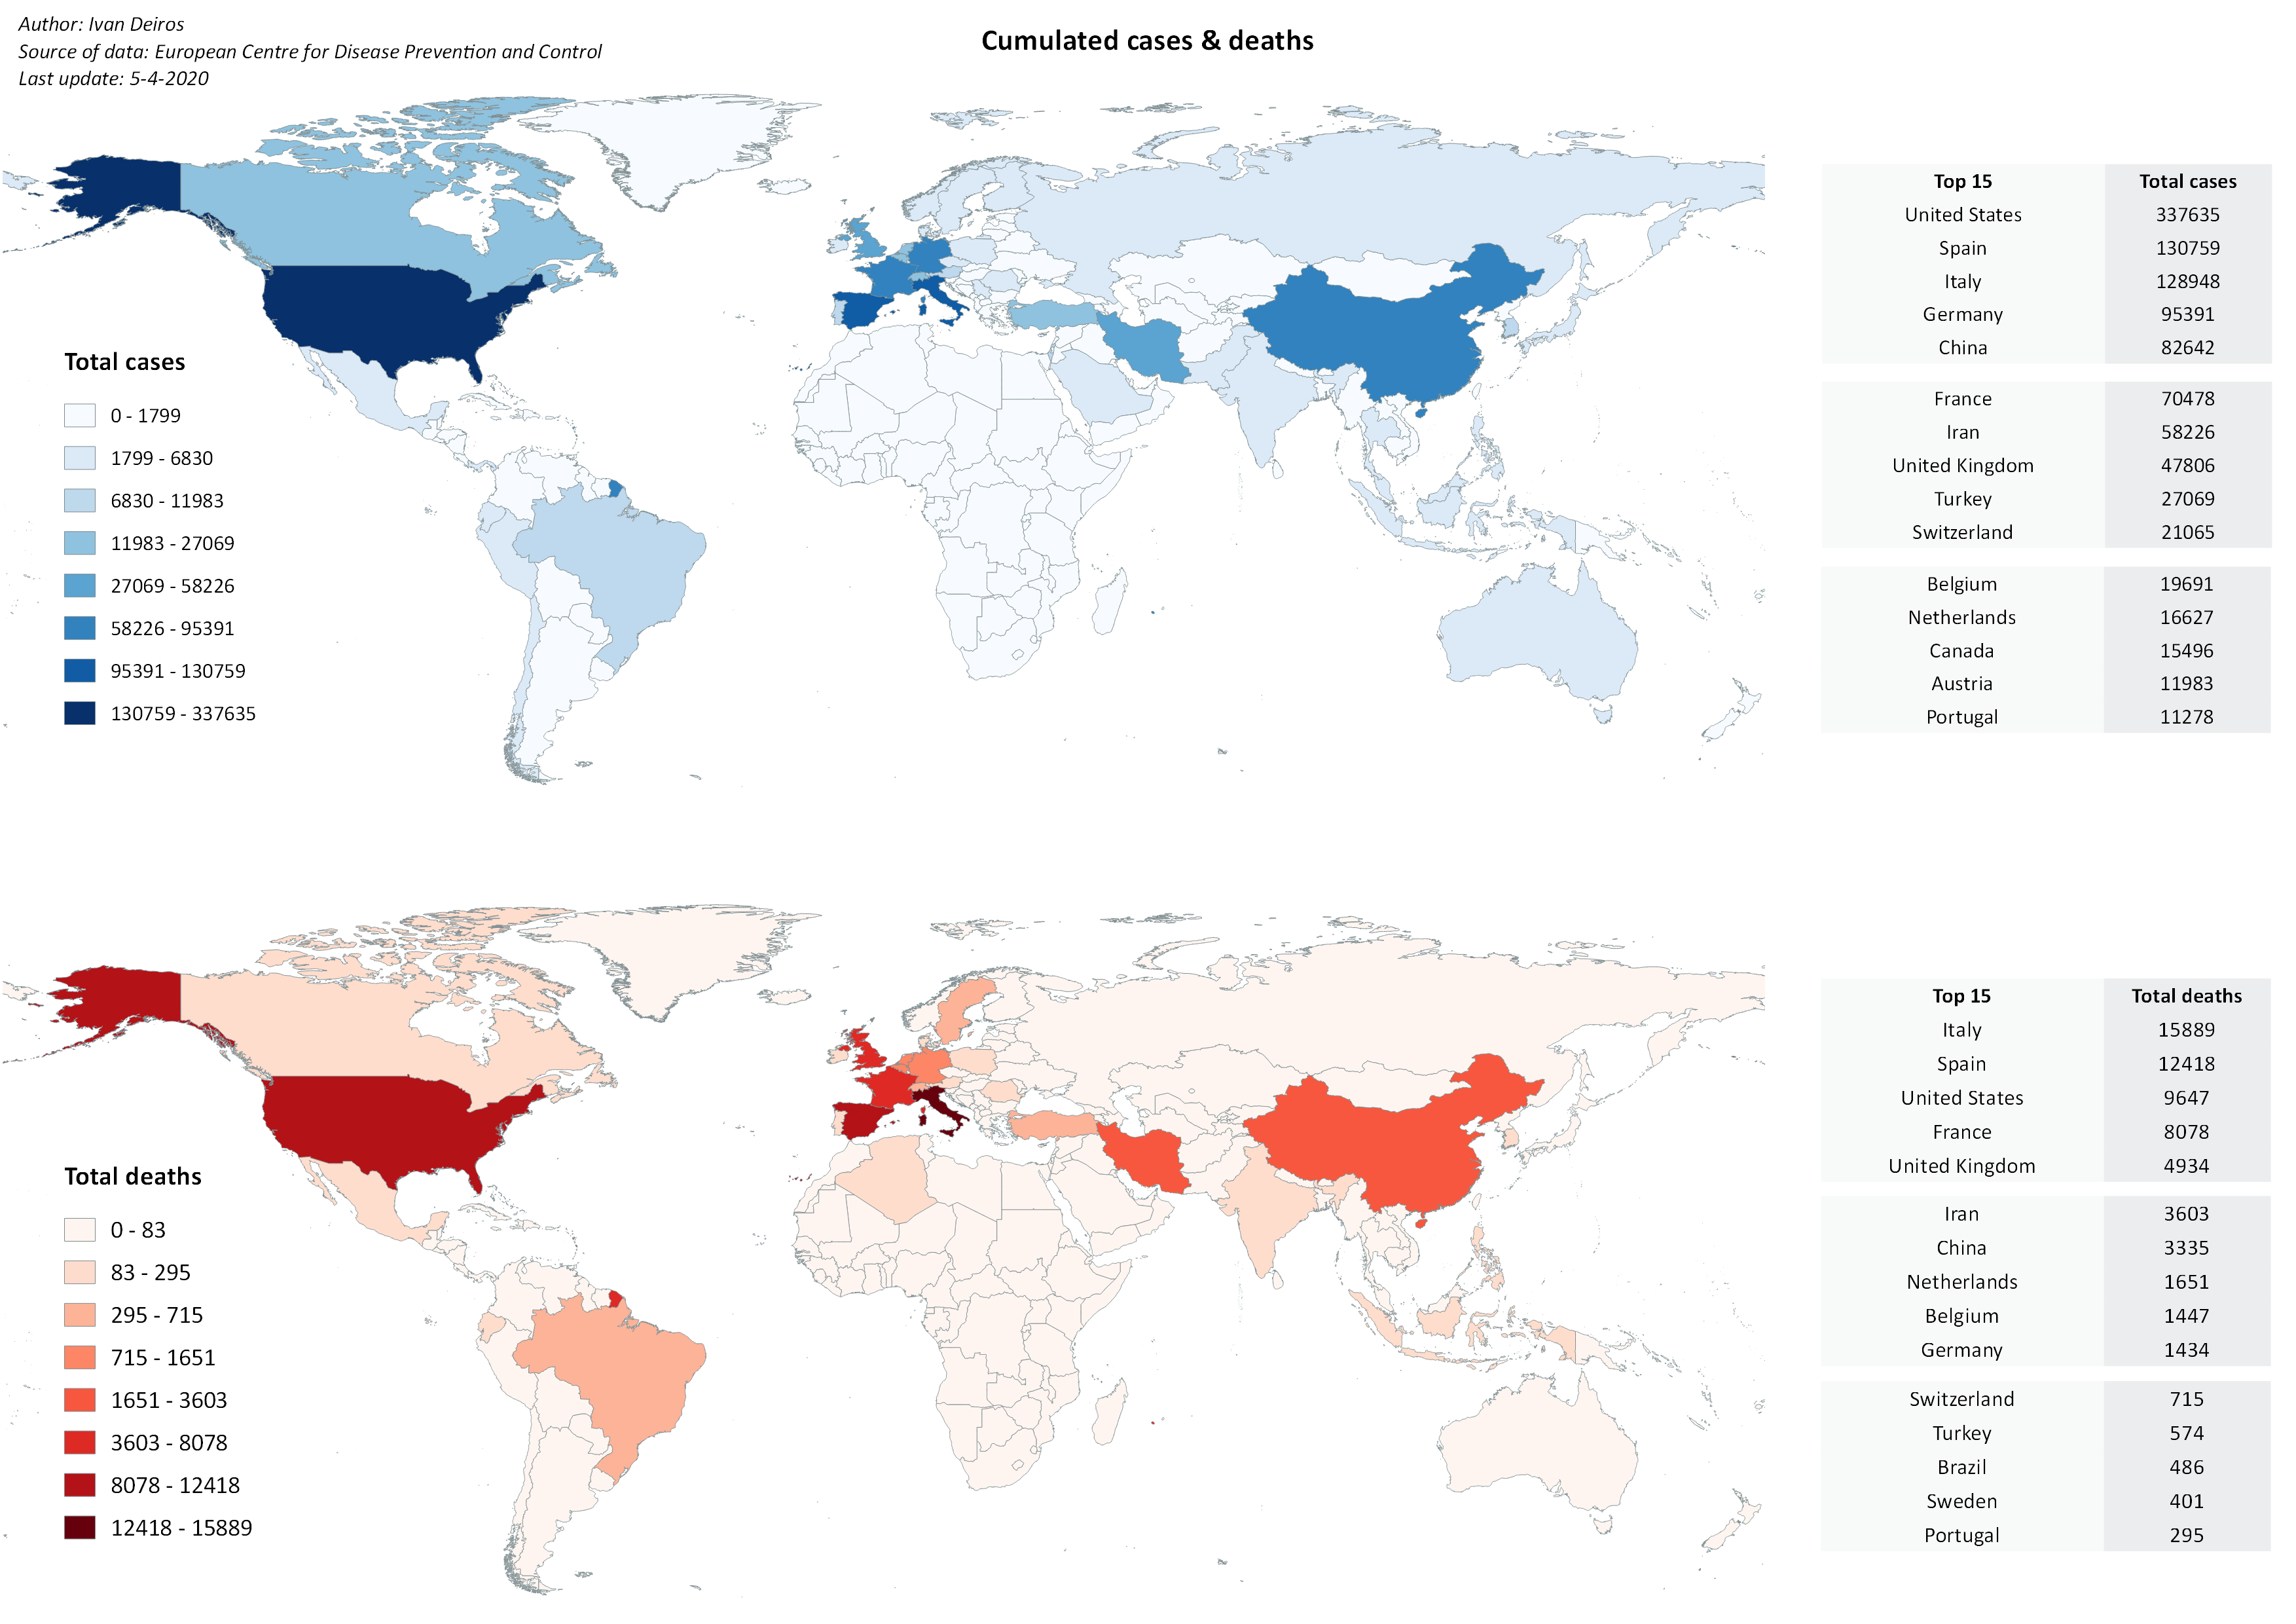 Author: Ivan Deiros
Source of data: European Centre for Disease Prevention and Control
Last update: 5-4-2020
Cumulated cases & deaths
Total cases
0 - 1799
1799 - 6830
6830 - 11983
11983 - 27069
27069 - 58226
58226 - 95391
95391 - 130759
130759 - 337635
Top 15 Total cases
United States 337635
Spain 130759
Italy 128948
Germany 95391
China 82642
France 70478
Iran 58226
United Kingdom 47806
Turkey 27069
Switzerland 21065
Belgium 19691
Netherlands 16627
Canada 15496
Austria 11983
Portugal 11278
Total deaths
0 - 83
83 - 295
295 - 715
715 - 1651
1651 - 3603
3603 - 8078
8078 - 12418
12418 - 15889
Top 15 Total deaths
Italy 15889
Spain 12418
United States 9647
France 8078
United Kingdom 4934
Iran 3603
China 3335
Netherlands 1651
Belgium 1447
Germany 1434
Switzerland 715
Turkey 574
Brazil 486
Sweden 401
Portugal 295